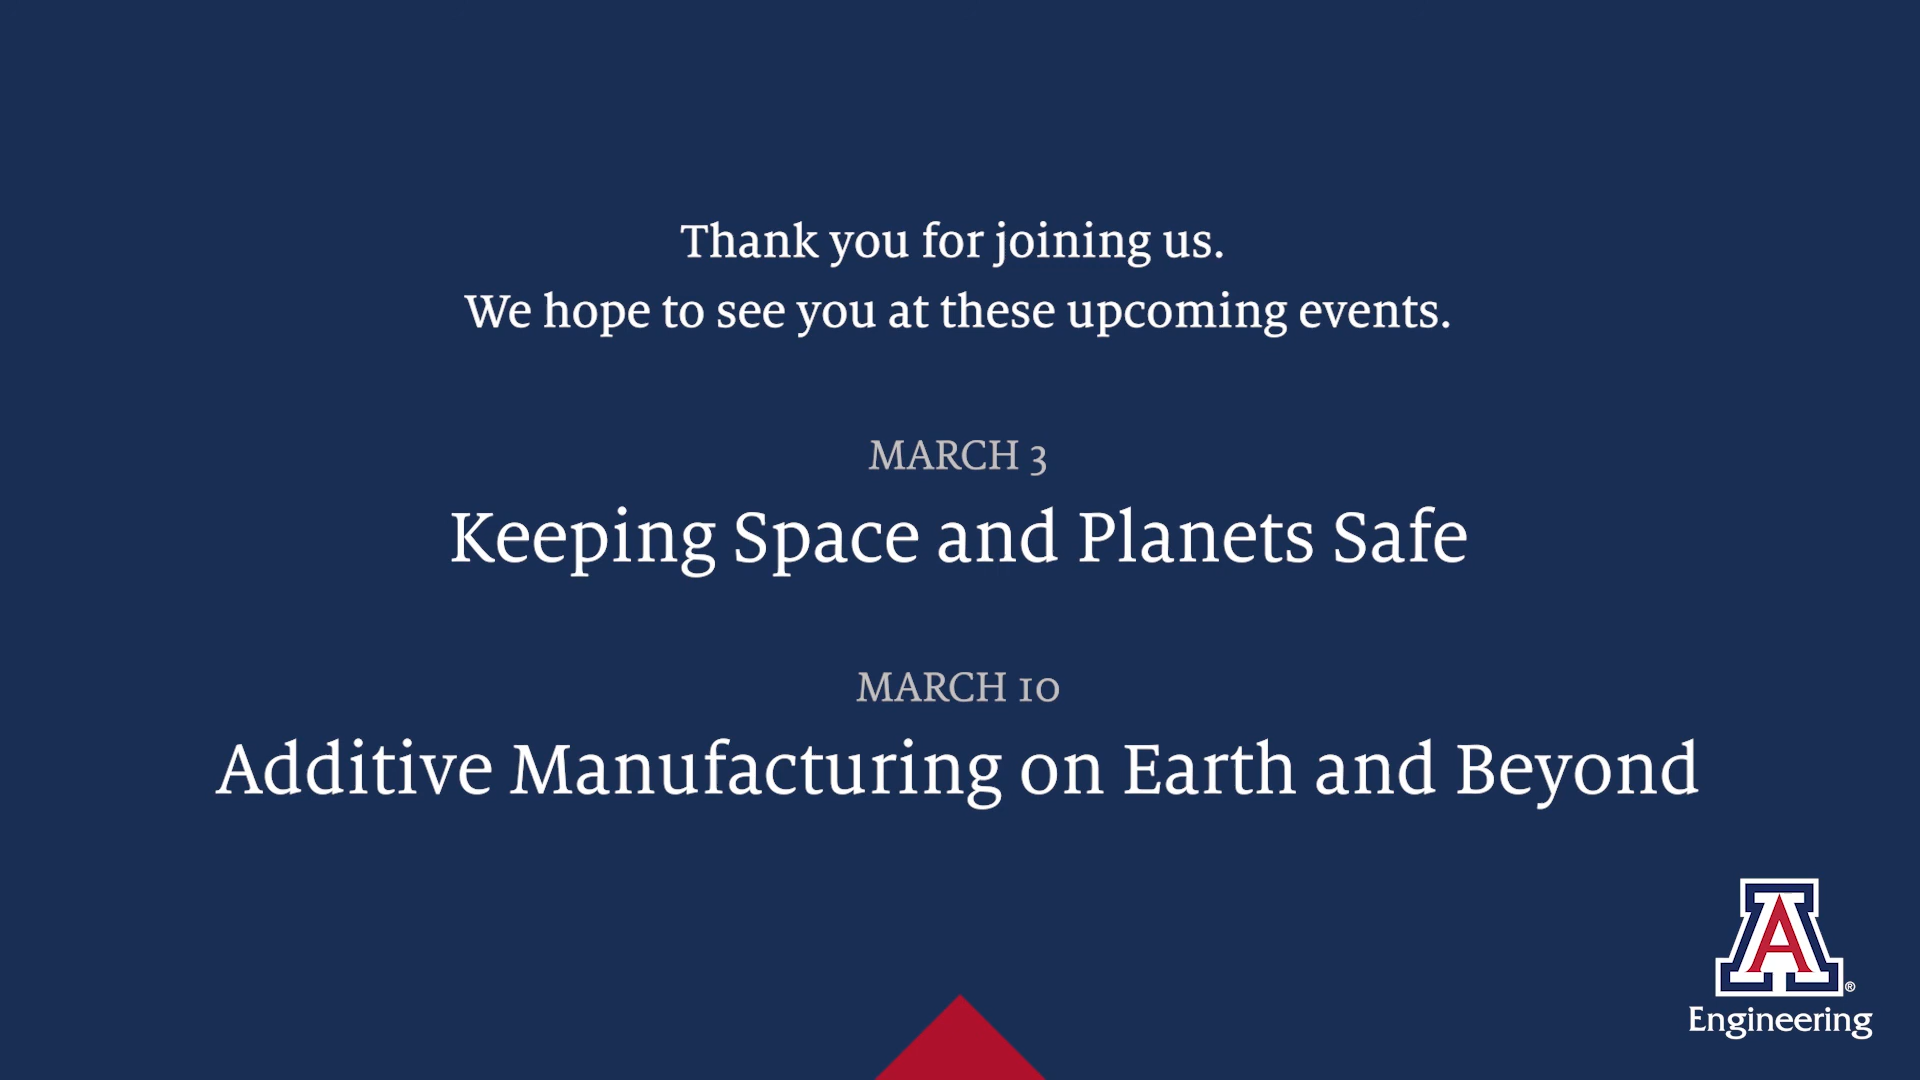 Thank you for joining us.
We hope to see you at these upcoming events.
MARCH 3
Keeping Space and Planets Safe
MARCH 10
Additive Manufacturing on Earth and Beyond
A
®
Engineering